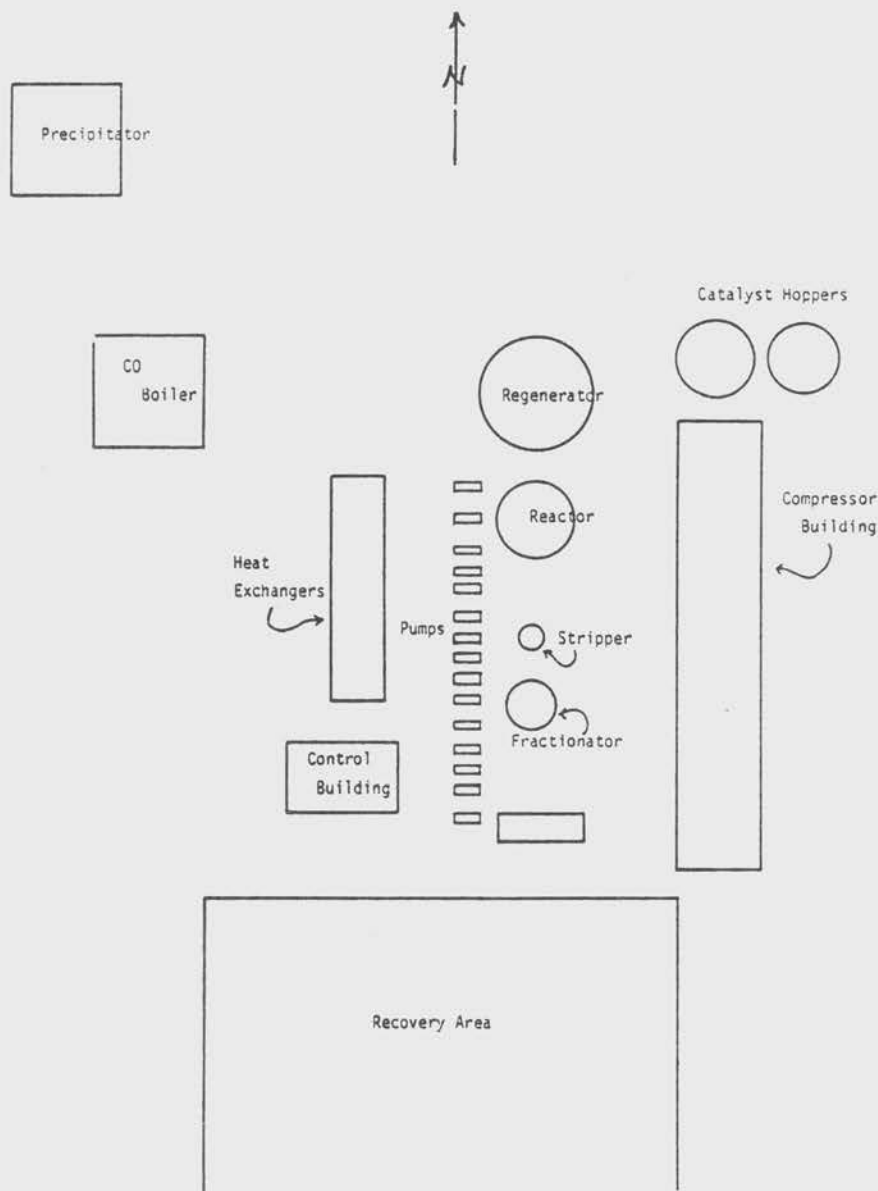 N
Precipitator
Catalyst Hoppers
CO
Boiler
Regenerator
Compressor
Building
Reactor
Heat
Exchangers
Pumps
Stripper
Fractionator
Control
Building
Recovery Area